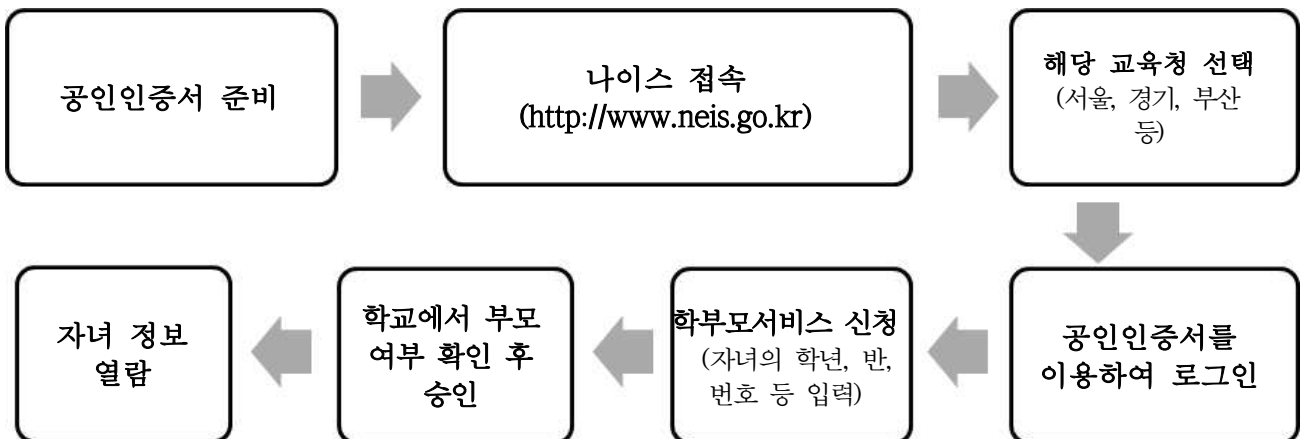 공인인증서 준비
나이스 접속
(http://www.neis.go.kr)
해당 교육청 선택
(서울, 경기, 부산
등)
공인인증서를
이용하여 로그인
학부모서비스 신청
(자녀의 학년, 반,
번호 등 입력)
학교에서 부모
여부 확인 후
승인
자녀 정보
열람